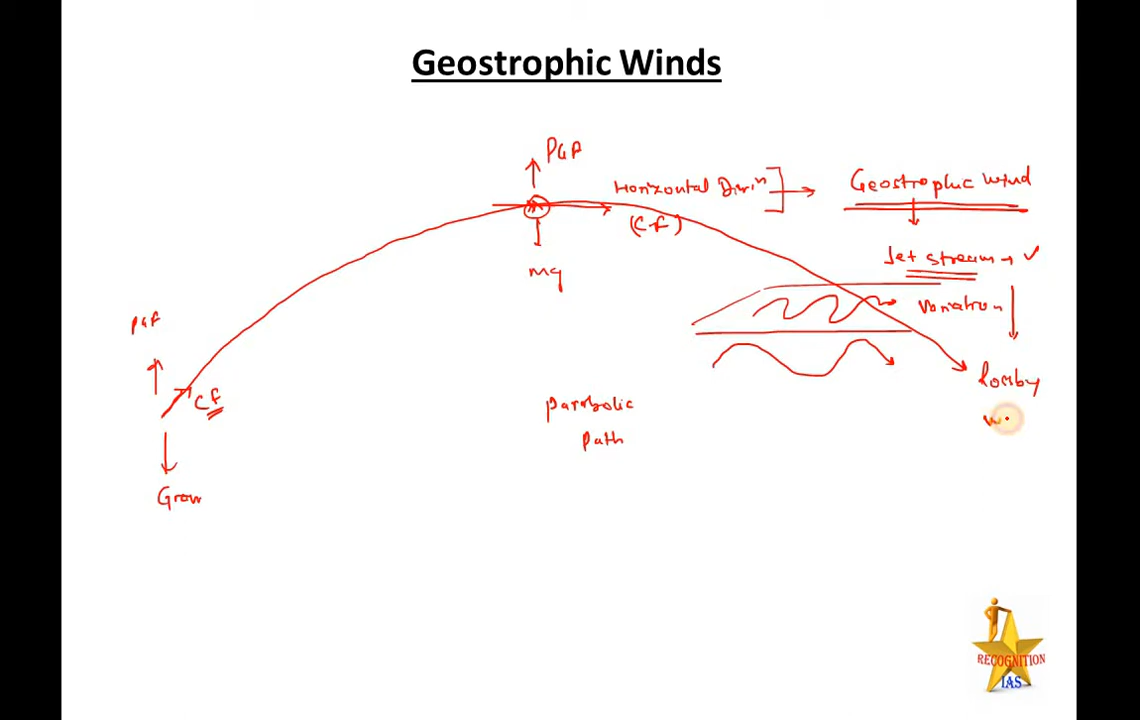 Geostrophic Winds
PGF
Horizontal Dirin
Geostrophic wind
(CF)
Jet stream → ✓
mg
Variation
PGF
CF
Rossby
Parabolic
path
Grav
RECOGNITION
IAS